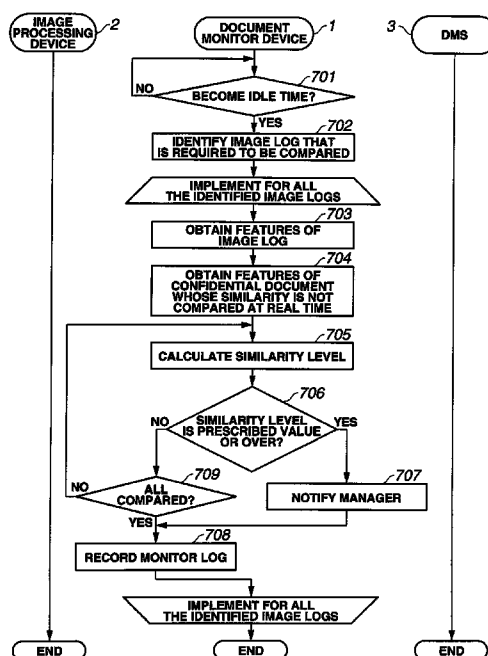 IMAGE
PROCESSING
DEVICE
2
DOCUMENT
MONITOR DEVICE
1
3
DMS
701
NO
BECOME IDLE TIME?
YES
702
IDENTIFY IMAGE LOG THAT
IS REQUIRED TO BE COMPARED
IMPLEMENT FOR ALL
THE IDENTIFIED IMAGE LOGS
703
OBTAIN FEATURES OF
IMAGE LOG
704
OBTAIN FEATURES OF
CONFIDENTIAL DOCUMENT
WHOSE SIMILARITY IS NOT
COMPARED AT REAL TIME
705
CALCULATE SIMILARITY LEVEL
706
NO
SIMILARITY LEVEL
IS PRESCRIBED VALUE
OR OVER?
YES
709
NO
ALL
COMPARED?
707
NOTIFY MANAGER
YES
708
RECORD MONITOR LOG
IMPLEMENT FOR ALL
THE IDENTIFIED IMAGE LOGS
END
END
END